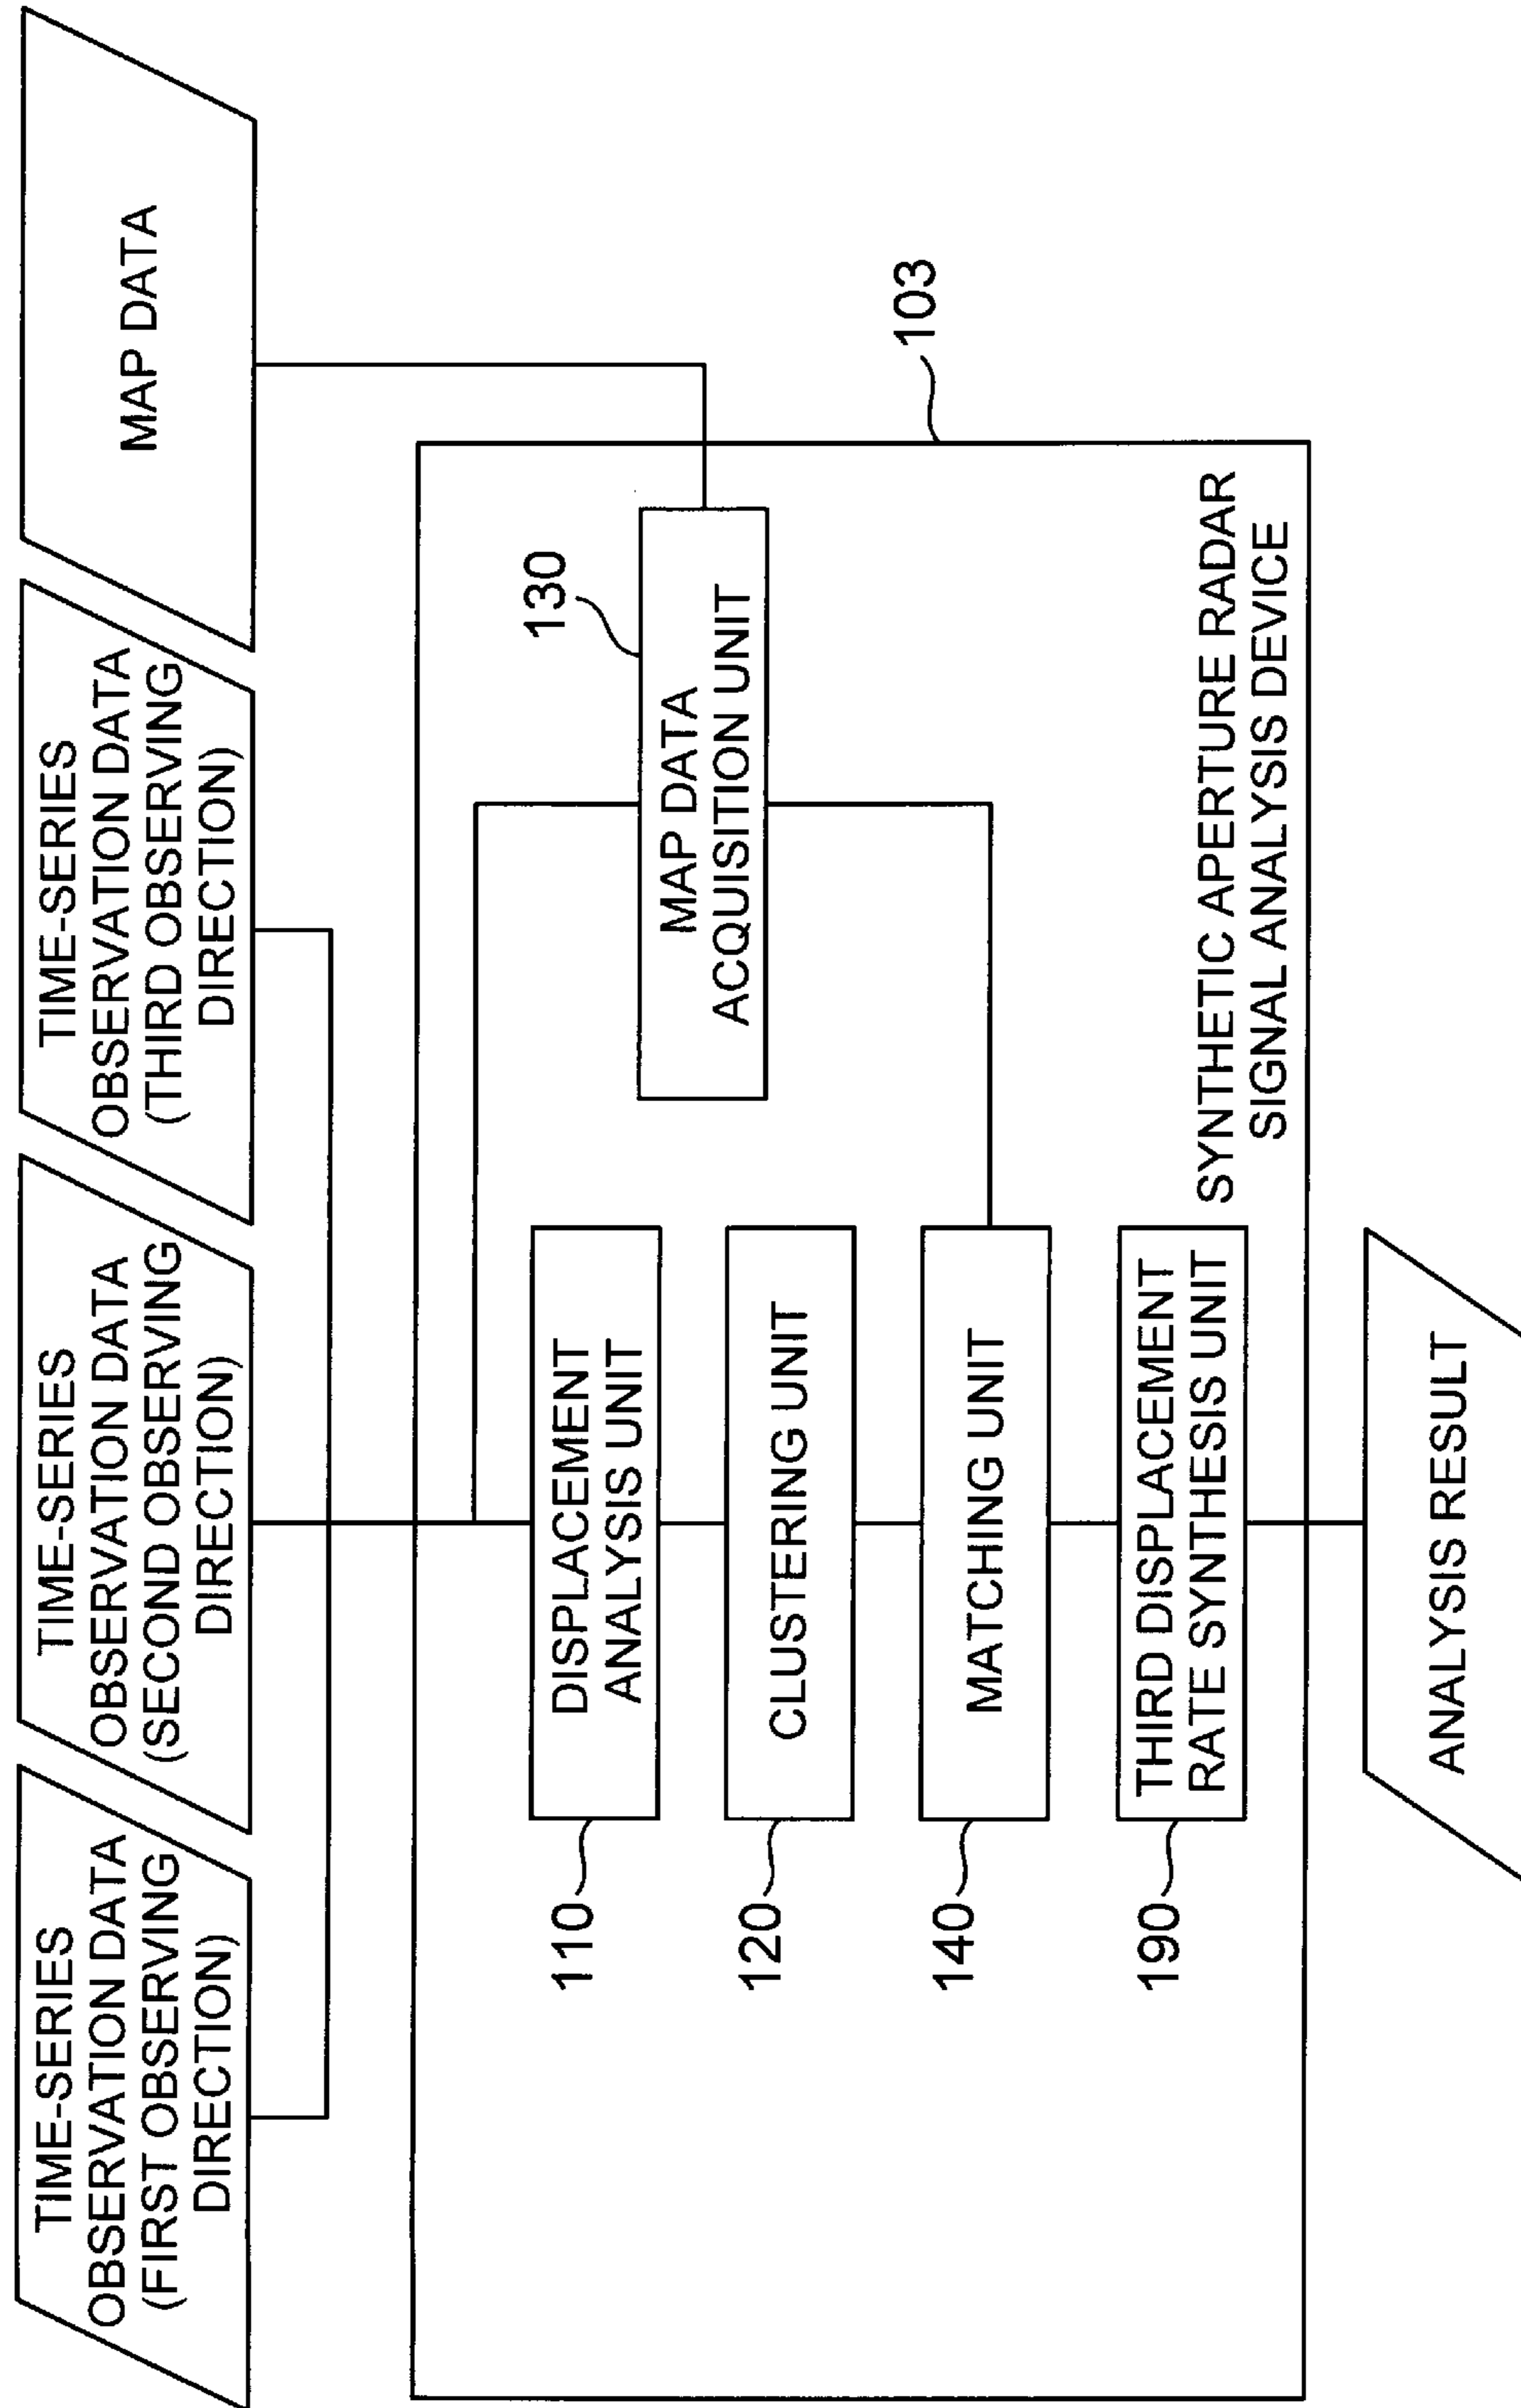 TIME-SERIES
OBSERVATION DATA
(FIRST OBSERVING
DIRECTION)
TIME-SERIES
OBSERVATION DATA
(SECOND OBSERVING
DIRECTION)
TIME-SERIES
OBSERVATION DATA
(THIRD OBSERVING
DIRECTION)
MAP DATA
103
110
DISPLACEMENT
ANALYSIS UNIT
130
MAP DATA
ACQUISITION UNIT
120
CLUSTERING UNIT
140
MATCHING UNIT
190
THIRD DISPLACEMENT
RATE SYNTHESIS UNIT
SYNTHETIC APERTURE RADAR
SIGNAL ANALYSIS DEVICE
ANALYSIS RESULT